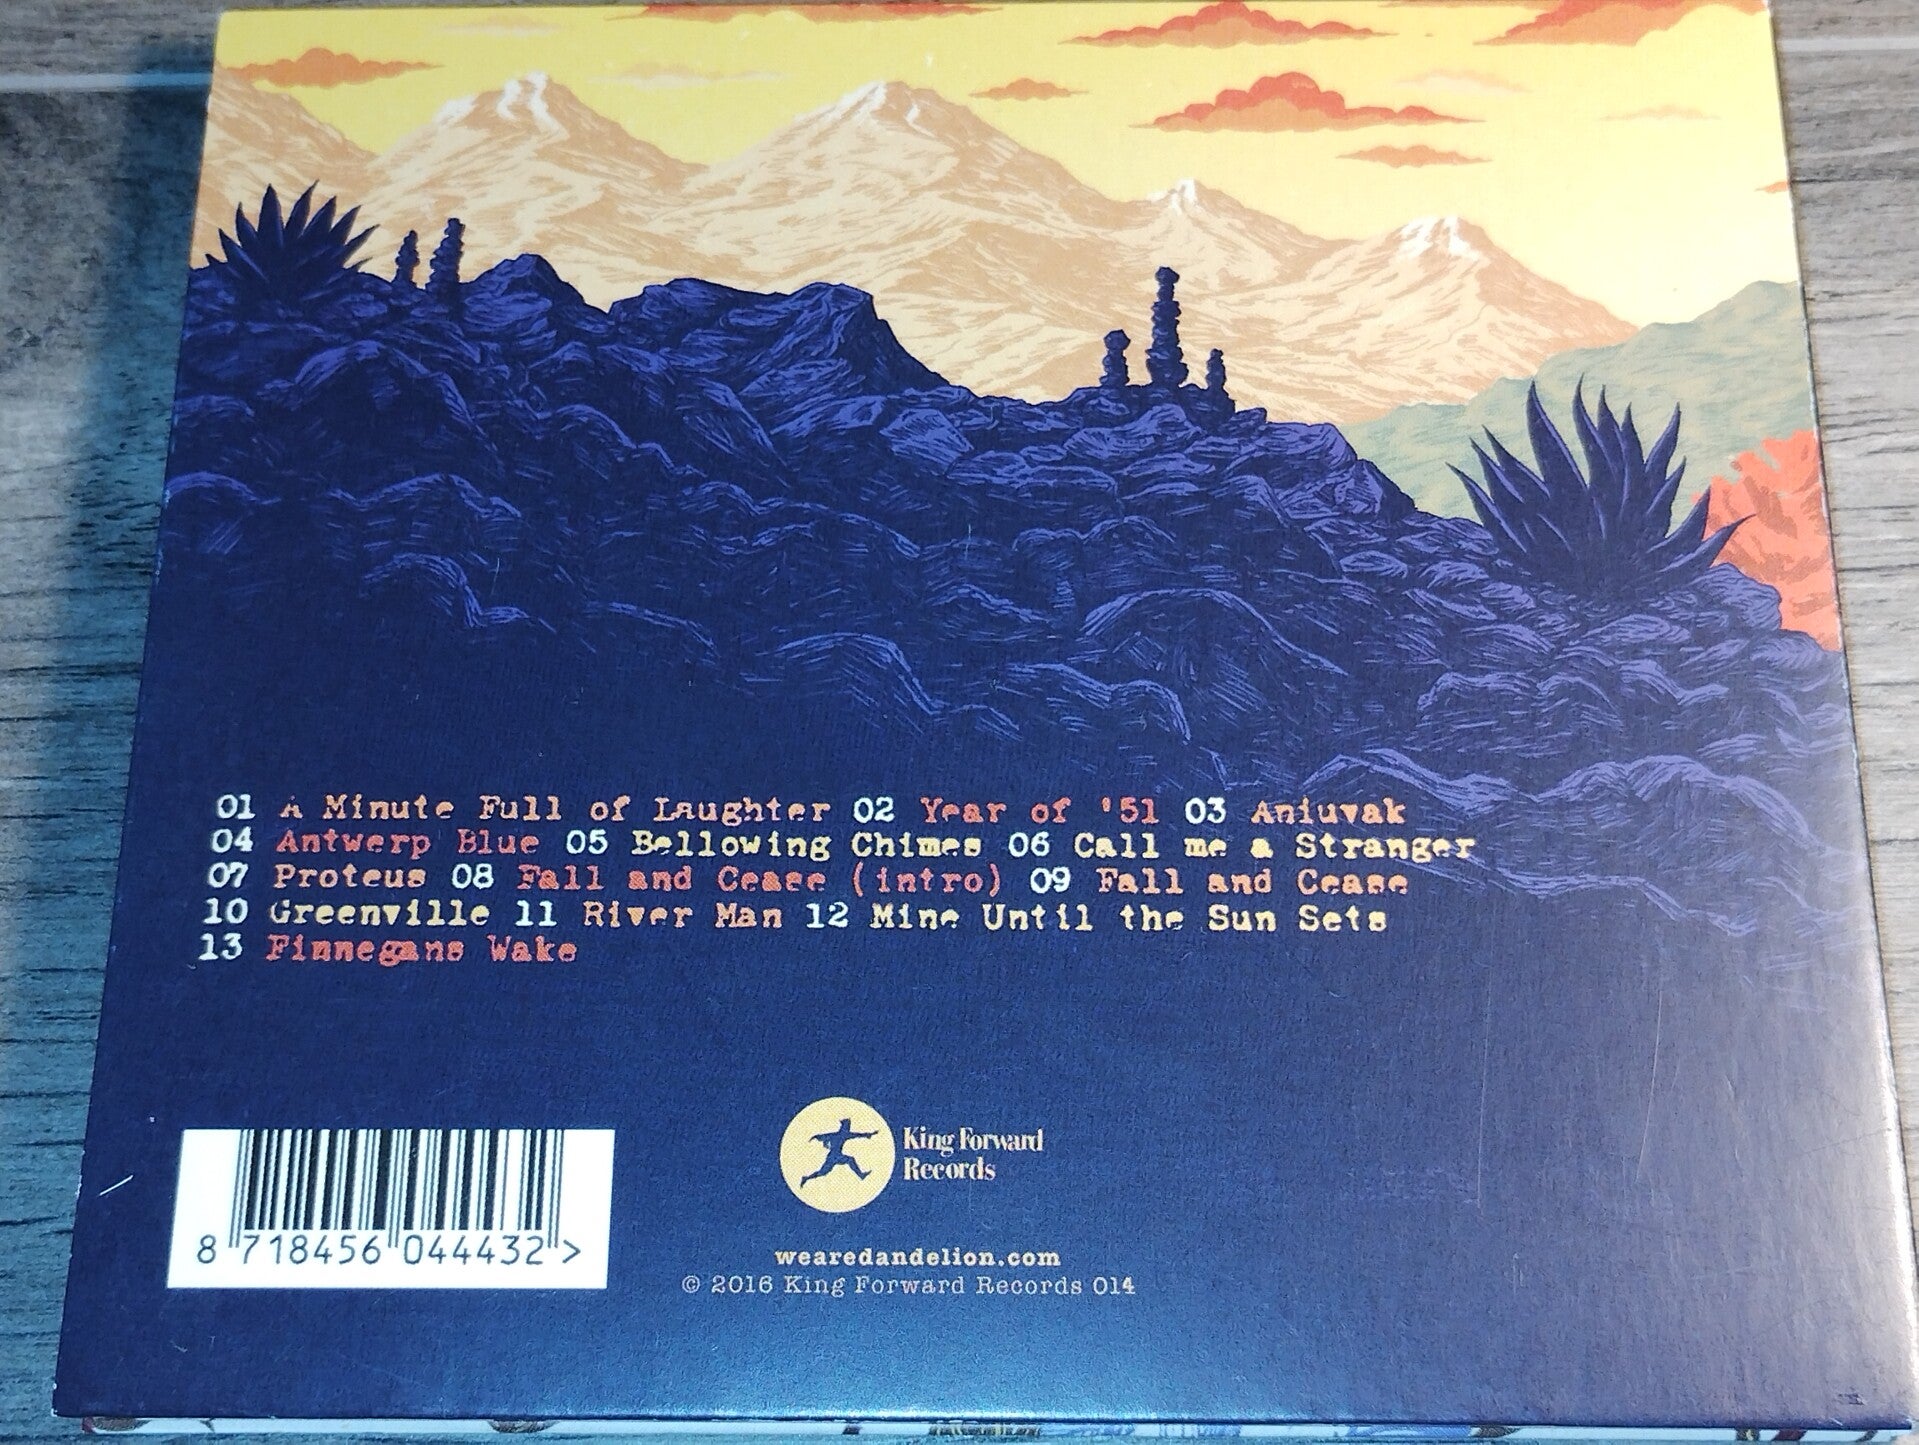 01 A Minute Full of Laughter 02 Year of '51 03 Aniuvak
04 Antwerp Blue 05 Bellowing Chimes 06 Call me a Stranger
07 Proteus 08 Fall and Cease (intro) 09 Fall and Cease
10 Greenville 11 River Man 12 Mine Until the Sun Sets
13 Finnegans Wake
King Forward
Records
8 718456 044432 >
wearedandelion.com
© 2016 King Forward Records 014